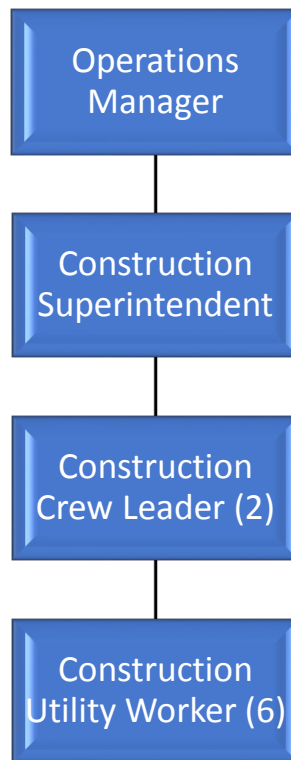 Operations
Manager
Construction
Superintendent
Construction
Crew Leader (2)
Construction
Utility Worker (6)